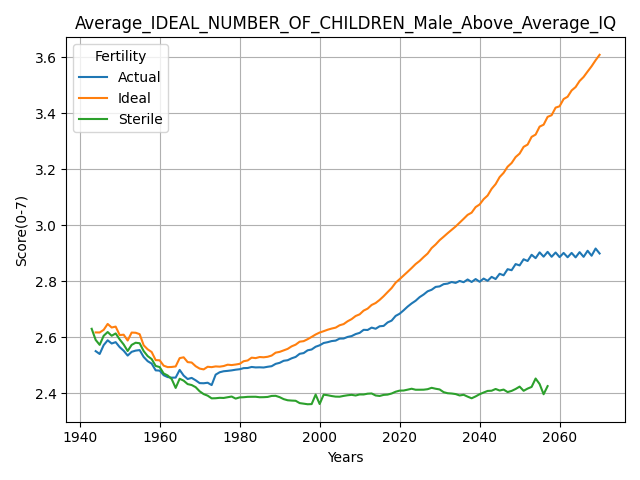 Average_IDEAL_NUMBER_OF_CHILDREN_Male_Above_Average_IQ
Fertility
Actual
Ideal
Sterile
Score(0-7)
3.6
3.4
3.2
3.0
2.8
2.6
2.4
1940 1960 1980 2000 2020 2040 2060
Years